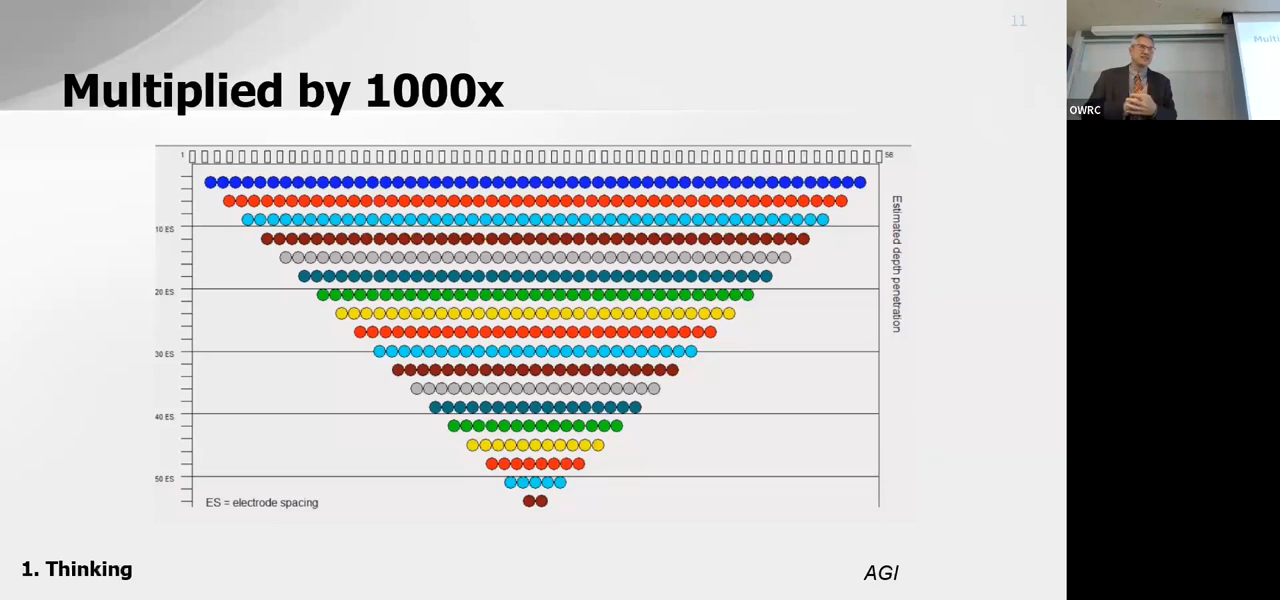 11
Multiplied by 1000x
OWRC
1
56
Estimated depth penetration
10 ES
20 ES
30 ES
40 ES
50 ES
ES = electrode spacing
1. Thinking
AGI